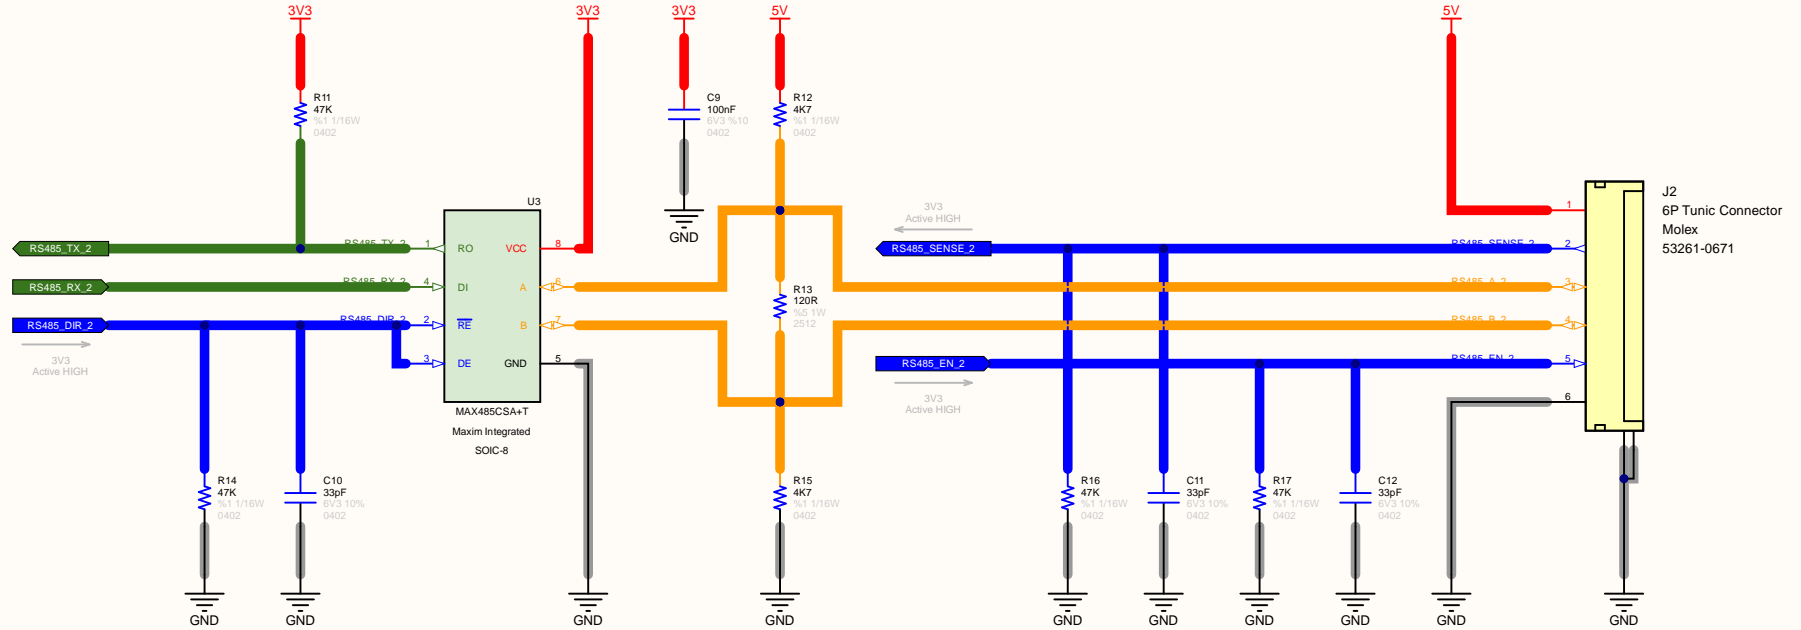 3V3
3V3
3V3
5V
5V
R11
47K
%1 1/16W
0402
C9
100nF
6V3 %10
0402
R12
4K7
%1 1/16W
0402
GND
U3
RS485_TX_2
RS485_TX_2
1
RO
VCC
8
RS485_RX_2
RS485_RX_2
4
DI
A
6
RS485_DIR_2
RS485_DIR_2
2
RE
B
7
3
DE
GND
5
3V3
Active HIGH
MAX485CSA+T
Maxim Integrated
SOIC-8
R13
120R
%5 1W
2512
3V3
Active HIGH
RS485_SENSE_2
RS485_SENSE_2
RS485_A_2
RS485_B_2
RS485_EN_2
RS485_EN_2
3V3
Active HIGH
1
2
3
4
5
6
J2
6P Tunic Connector
Molex
53261-0671
R14
47K
%1 1/16W
0402
C10
33pF
6V3 10%
0402
R15
4K7
%1 1/16W
0402
R16
47K
%1 1/16W
0402
C11
33pF
6V3 10%
0402
R17
47K
%1 1/16W
0402
C12
33pF
6V3 10%
0402
GND
GND
GND
GND
GND
GND
GND
GND
GND
GND